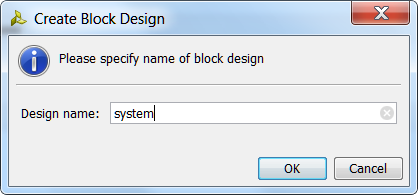 Create Block Design
Please specify name of block design
Design name: system
OK Cancel